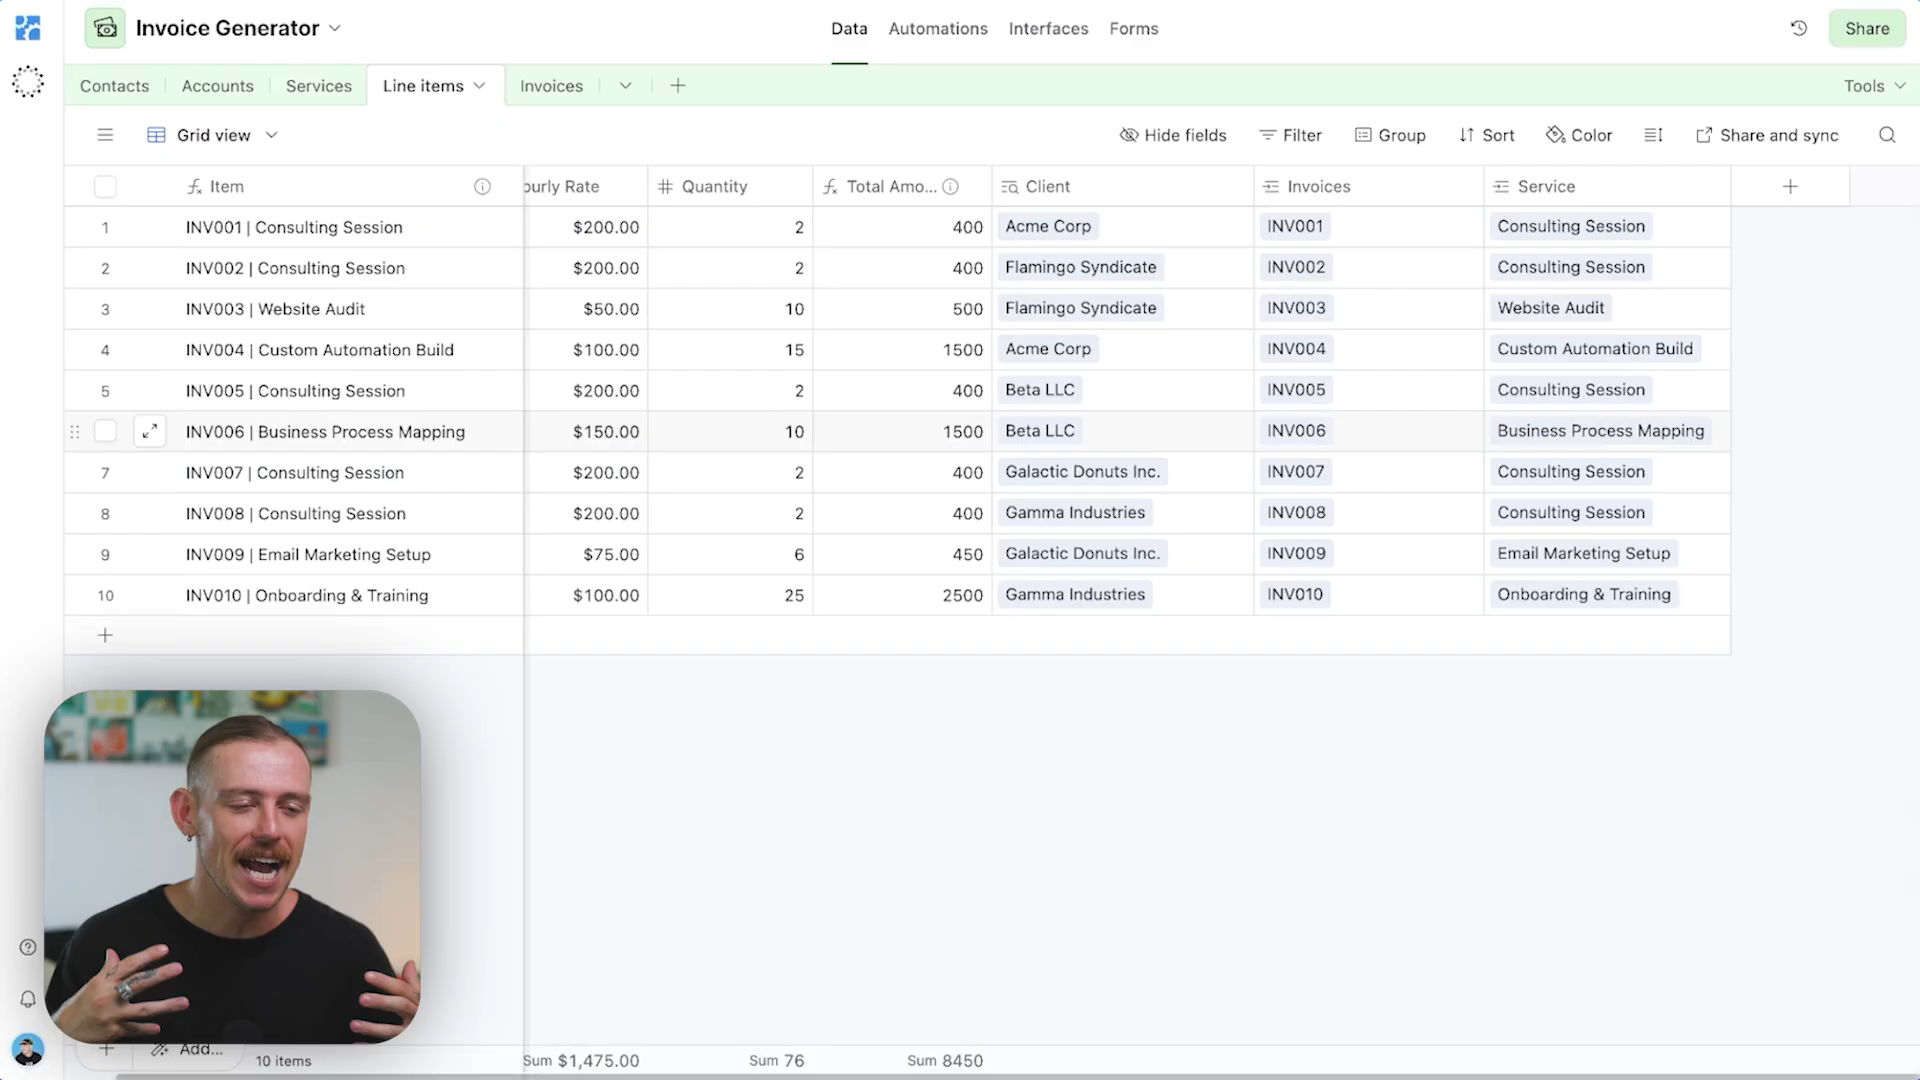 Invoice Generator
Data Automations Interfaces Forms
Share
Contacts Accounts Services Line items Invoices
Tools
Grid view
Hide fields Filter Group Sort Color Share and sync
Item ourly Rate Quantity Total Amo... Client Invoices Service
1 INV001 | Consulting Session $200.00 2 400 Acme Corp INV001 Consulting Session
2 INV002 | Consulting Session $200.00 2 400 Flamingo Syndicate INV002 Consulting Session
3 INV003 | Website Audit $50.00 10 500 Flamingo Syndicate INV003 Website Audit
4 INV004 | Custom Automation Build $100.00 15 1500 Acme Corp INV004 Custom Automation Build
5 INV005 | Consulting Session $200.00 2 400 Beta LLC INV005 Consulting Session
INV006 | Business Process Mapping $150.00 10 1500 Beta LLC INV006 Business Process Mapping
7 INV007 | Consulting Session $200.00 2 400 Galactic Donuts Inc. INV007 Consulting Session
8 INV008 | Consulting Session $200.00 2 400 Gamma Industries INV008 Consulting Session
9 INV009 | Email Marketing Setup $75.00 6 450 Galactic Donuts Inc. INV009 Email Marketing Setup
10 INV010 | Onboarding & Training $100.00 25 2500 Gamma Industries INV010 Onboarding & Training
Add...
10 items Sum $1,475.00 Sum 76 Sum 8450